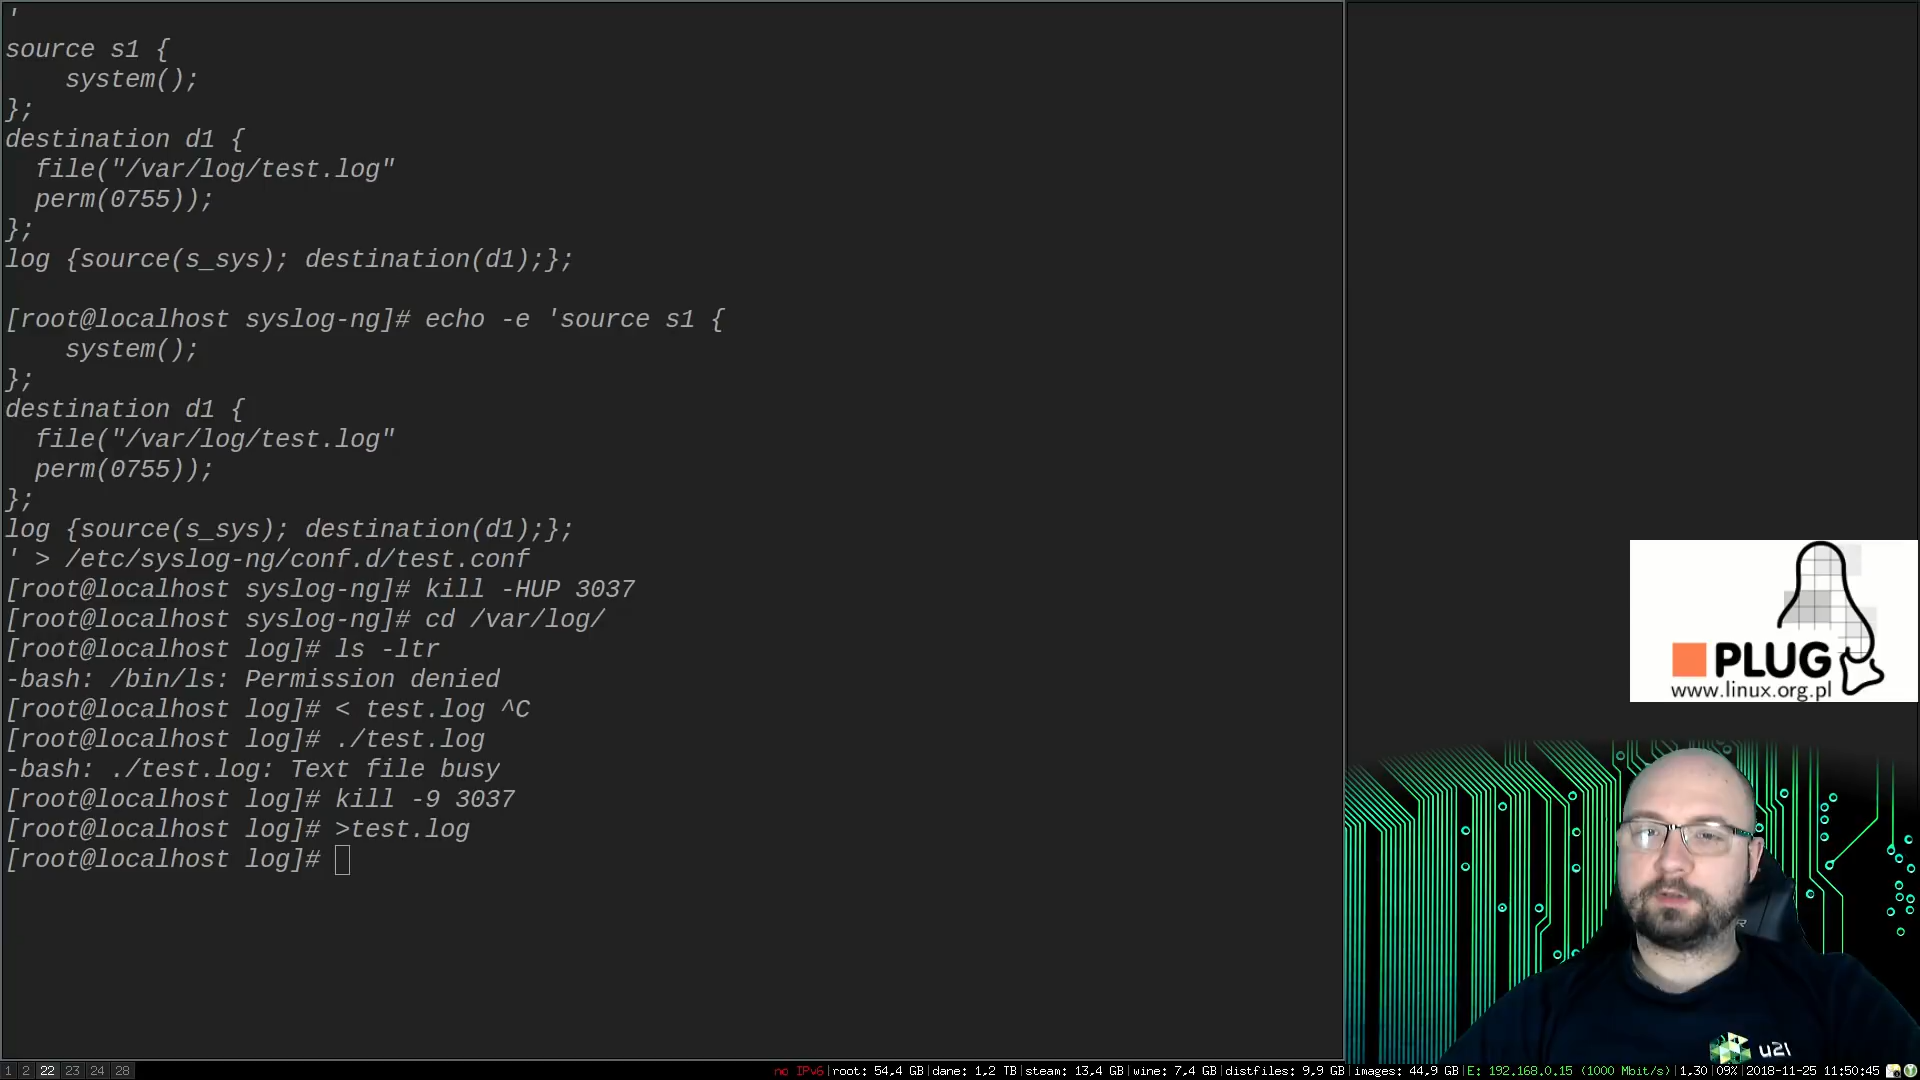 '
source s1 {
    system();
};
destination d1 {
  file("/var/log/test.log"
  perm(0755));
};
log {source(s_sys); destination(d1);};
[root@localhost syslog-ng]# echo -e 'source s1 {
    system();
};
destination d1 {
  file("/var/log/test.log"
  perm(0755));
};
log {source(s_sys); destination(d1);};
' > /etc/syslog-ng/conf.d/test.conf
[root@localhost syslog-ng]# kill -HUP 3037
[root@localhost syslog-ng]# cd /var/log/
[root@localhost log]# ls -ltr
-bash: /bin/ls: Permission denied
[root@localhost log]# < test.log ^C
[root@localhost log]# ./test.log
-bash: ./test.log: Text file busy
[root@localhost log]# kill -9 3037
[root@localhost log]# >test.log
[root@localhost log]#
PLUG
www.linux.org.pl
u21
1 2 22 23 24 28
no IPv6|root: 54,4 GB|dane: 1,2 TB|steam: 13,4 GB|wine: 7,4 GB|distfiles: 9,9 GB|images: 44,9 GB|E: 192.168.0.15 (1000 Mbit/s)|1,30|09%|2018-11-25 11:50:45